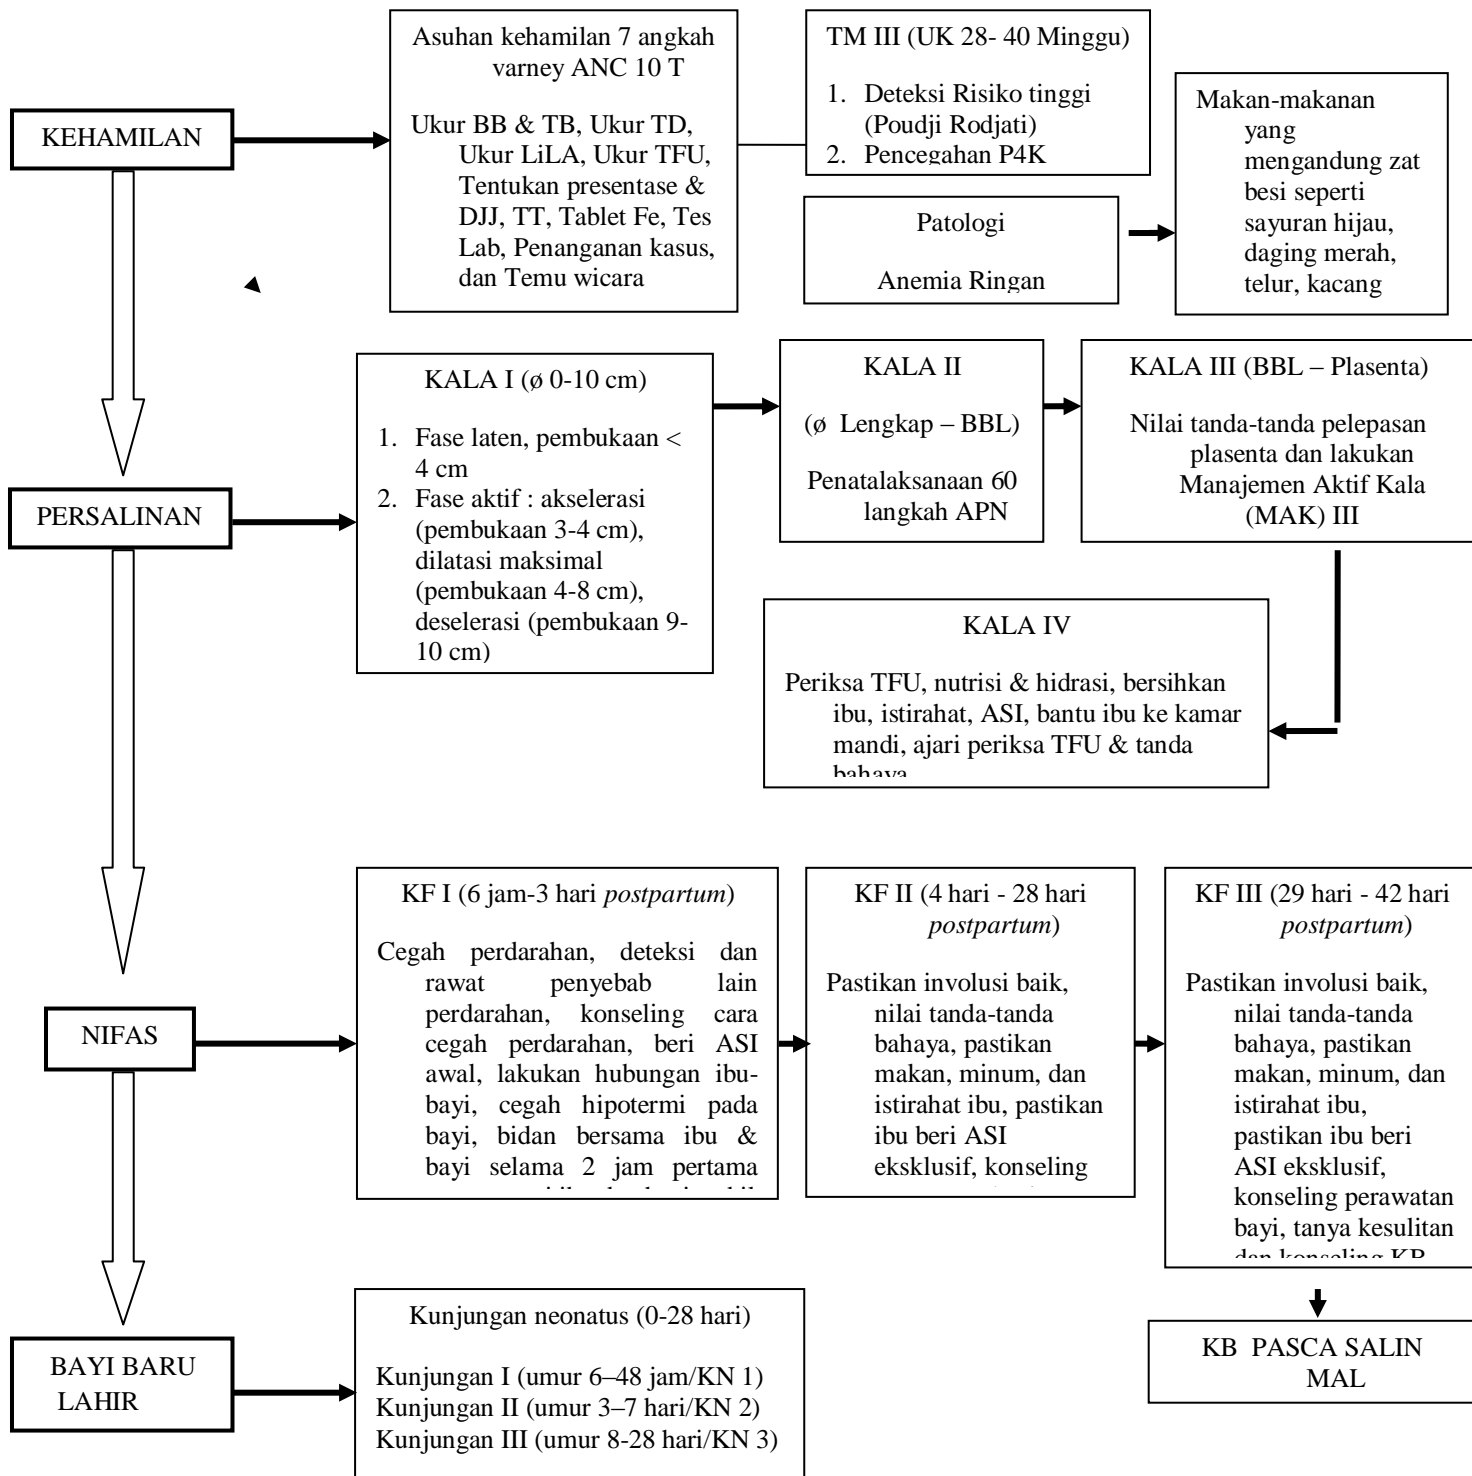 KEHAMILAN
Asuhan kehamilan 7 angkah
varney ANC 10 T
Ukur BB & TB, Ukur TD,
Ukur LiLA, Ukur TFU,
Tentukan presentase &
DJJ, TT, Tablet Fe, Tes
Lab, Penanganan kasus,
dan Temu wicara
TM III (UK 28- 40 Minggu)
1. Deteksi Risiko tinggi
(Poudji Rodjati)
2. Pencegahan P4K
Patologi
Anemia Ringan
Makan-makanan
yang
mengandung zat
besi seperti
sayuran hijau,
daging merah,
telur, kacang
PERSALINAN
KALA I (ø 0-10 cm)
1. Fase laten, pembukaan <
4 cm
2. Fase aktif : akselerasi
(pembukaan 3-4 cm),
dilatasi maksimal
(pembukaan 4-8 cm),
deselerasi (pembukaan 9-
10 cm)
KALA II
(ø Lengkap – BBL)
Penatalaksanaan 60
langkah APN
KALA III (BBL – Plasenta)
Nilai tanda-tanda pelepasan
plasenta dan lakukan
Manajemen Aktif Kala
(MAK) III
KALA IV
Periksa TFU, nutrisi & hidrasi, bersihkan
ibu, istirahat, ASI, bantu ibu ke kamar
mandi, ajari periksa TFU & tanda
bahaya
NIFAS
KF I (6 jam-3 hari postpartum)
Cegah perdarahan, deteksi dan
rawat penyebab lain
perdarahan, konseling cara
cegah perdarahan, beri ASI
awal, lakukan hubungan ibu-
bayi, cegah hipotermi pada
bayi, bidan bersama ibu &
bayi selama 2 jam pertama
KF II (4 hari - 28 hari
postpartum)
Pastikan involusi baik,
nilai tanda-tanda
bahaya, pastikan
makan, minum, dan
istirahat ibu, pastikan
ibu beri ASI
eksklusif, konseling
KF III (29 hari - 42 hari
postpartum)
Pastikan involusi baik,
nilai tanda-tanda
bahaya, pastikan
makan, minum, dan
istirahat ibu,
pastikan ibu beri
ASI eksklusif,
konseling perawatan
bayi, tanya kesulitan
dan konseling KB
BAYI BARU
LAHIR
Kunjungan neonatus (0-28 hari)
Kunjungan I (umur 6–48 jam/KN 1)
Kunjungan II (umur 3–7 hari/KN 2)
Kunjungan III (umur 8-28 hari/KN 3)
KB PASCA SALIN
MAL